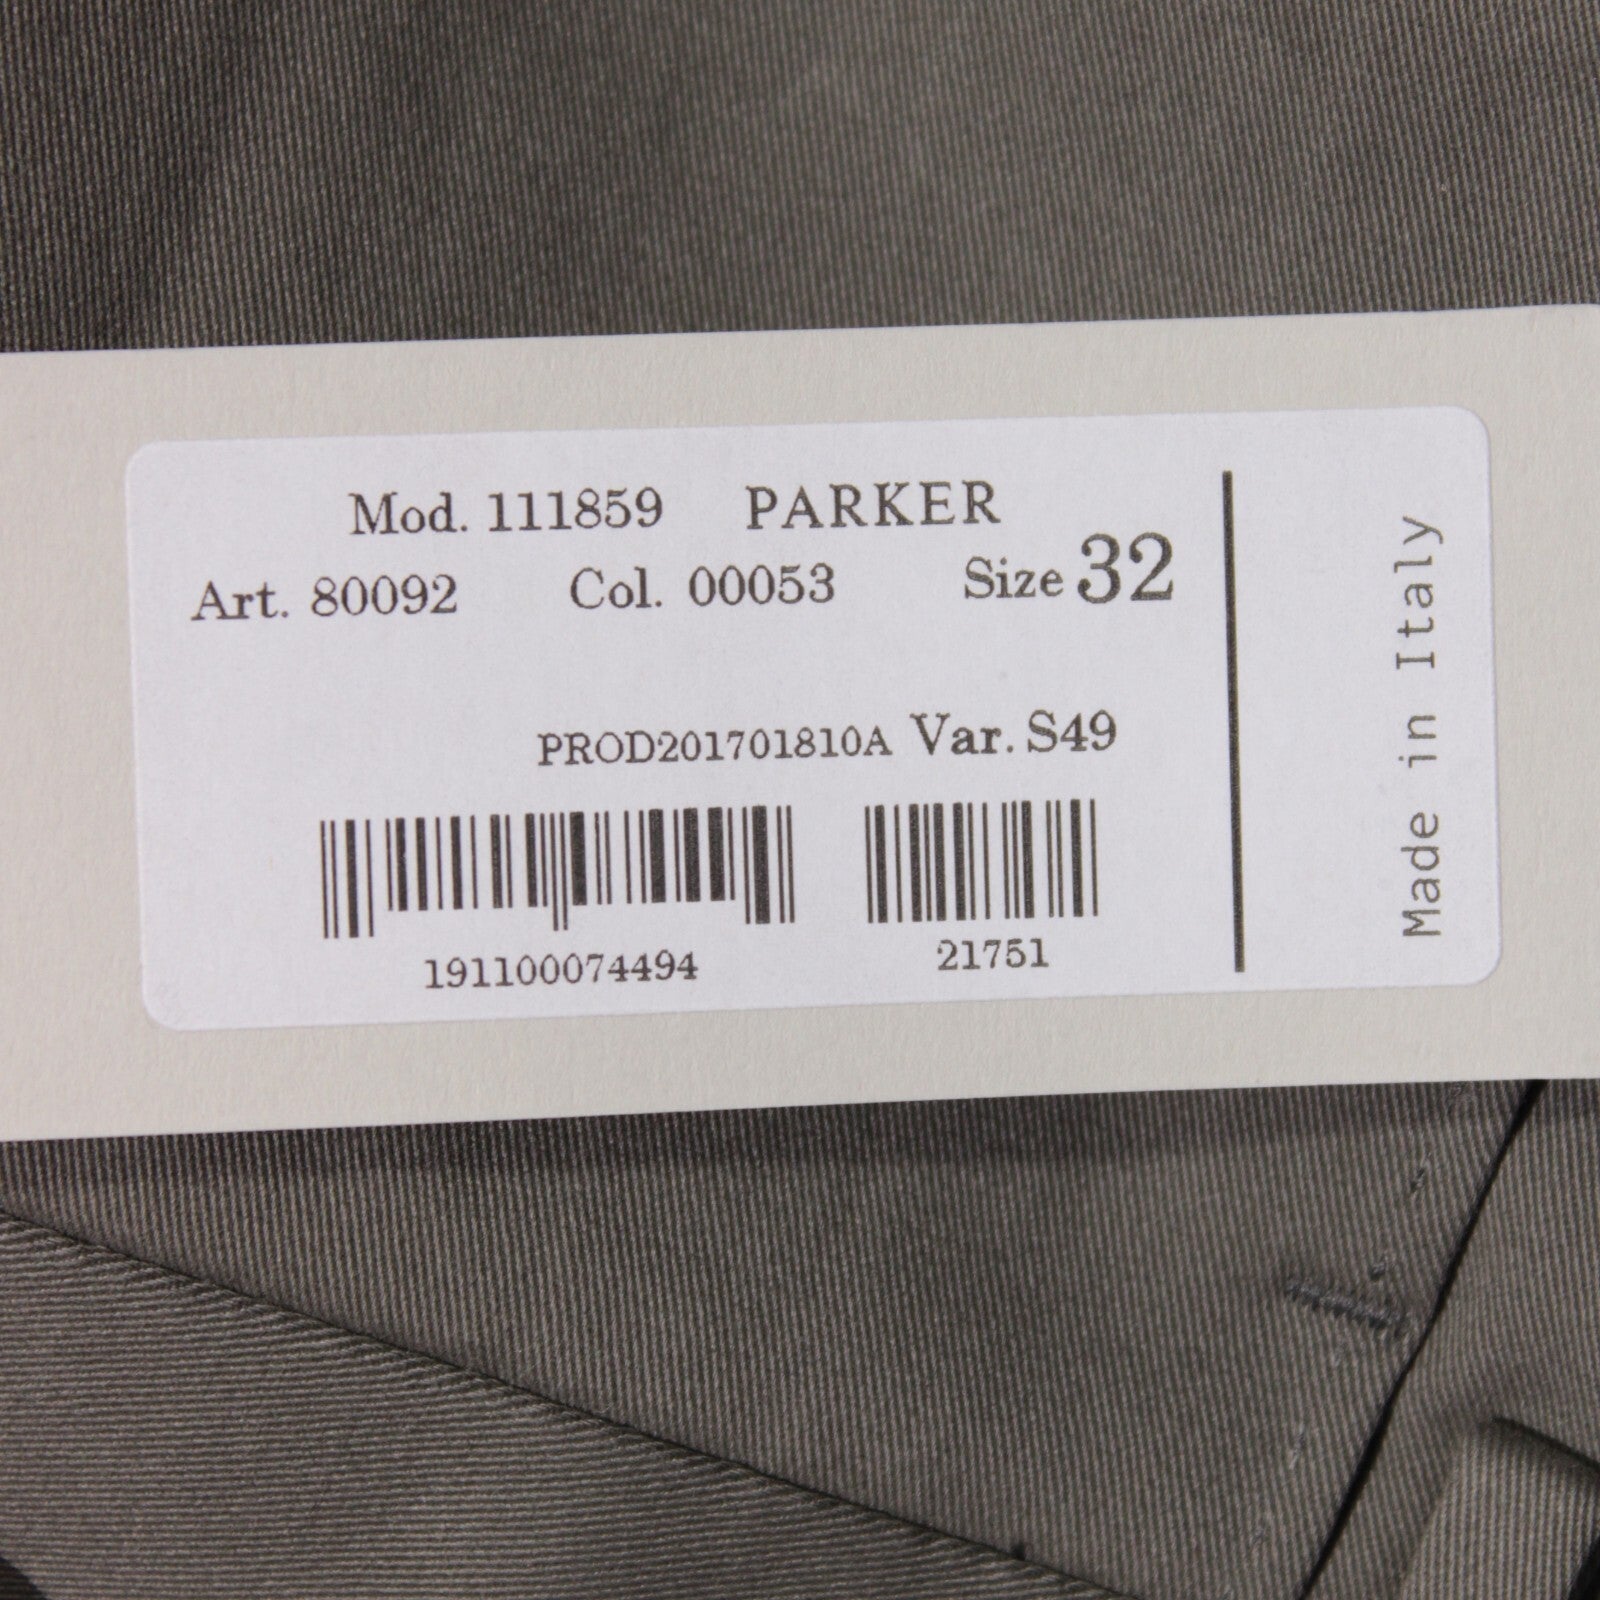 Mod. 111859 PARKER
Art. 80092 Col. 00053 Size 32
PROD201701810A Var. S49
191100074494 21751
Made in Italy